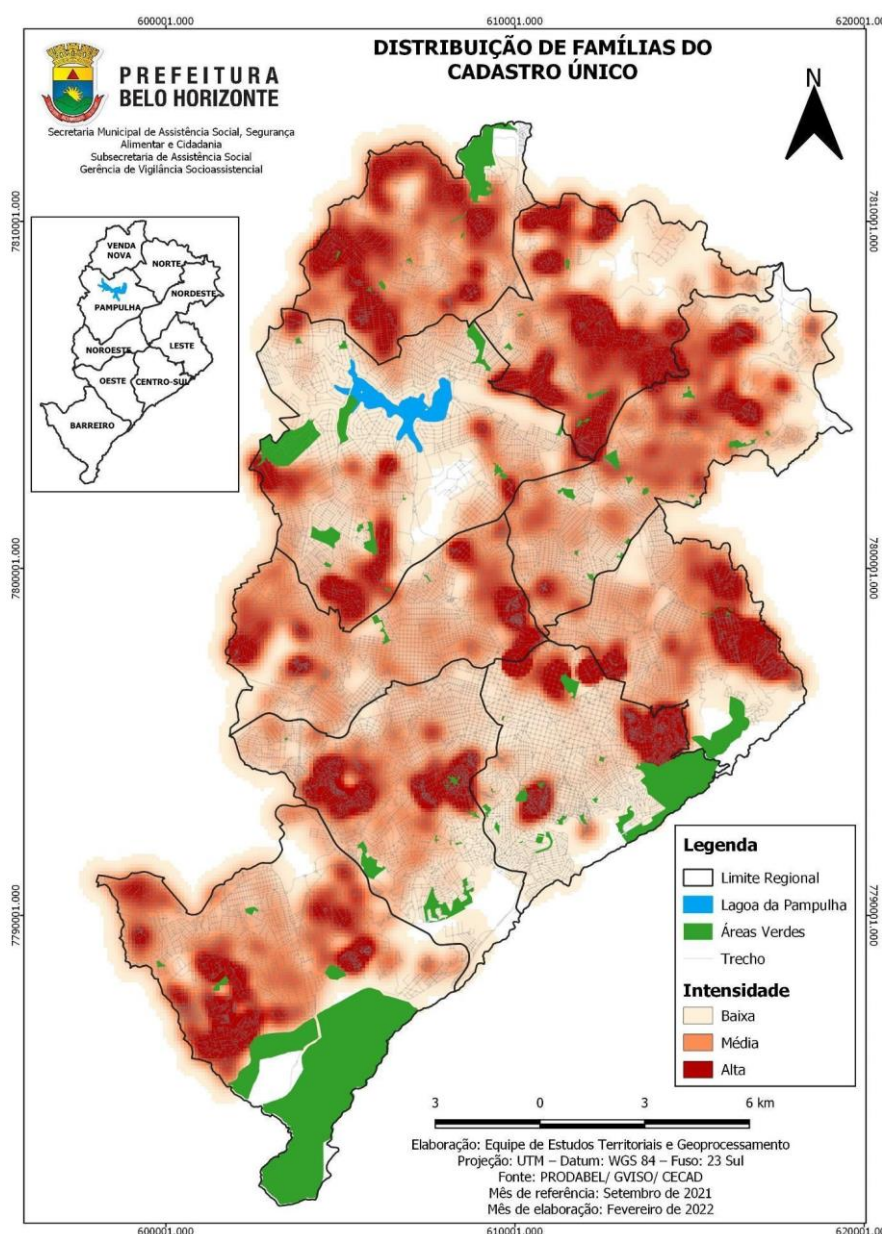 600001.000
610001.000
620001.000
DISTRIBUIÇÃO DE FAMÍLIAS DO
CADASTRO ÚNICO
PREFEITURA
BELO HORIZONTE
Secretaria Municipal de Assistência Social, Segurança
Alimentar e Cidadania
Subsecretaria de Assistência Social
Gerência de Vigilância Socioassistencial
N
7810001.000
7810001.000
VENDA
NOVA
NORTE
NORDESTE
PAMPULHA
NOROESTE
LESTE
OESTE
CENTRO-SUL
BARREIRO
7800001.000
7800001.000
7790001.000
7790001.000
Legenda
Limite Regional
Lagoa da Pampulha
Áreas Verdes
Trecho
Intensidade
Baixa
Média
Alta
3 0 3 6 km
Elaboração: Equipe de Estudos Territoriais e Geoprocessamento
Projeção: UTM – Datum: WGS 84 – Fuso: 23 Sul
Fonte: PRODABEL/ GVISO/ CECAD
Mês de referência: Setembro de 2021
Mês de elaboração: Fevereiro de 2022
600001.000
610001.000
620001.000